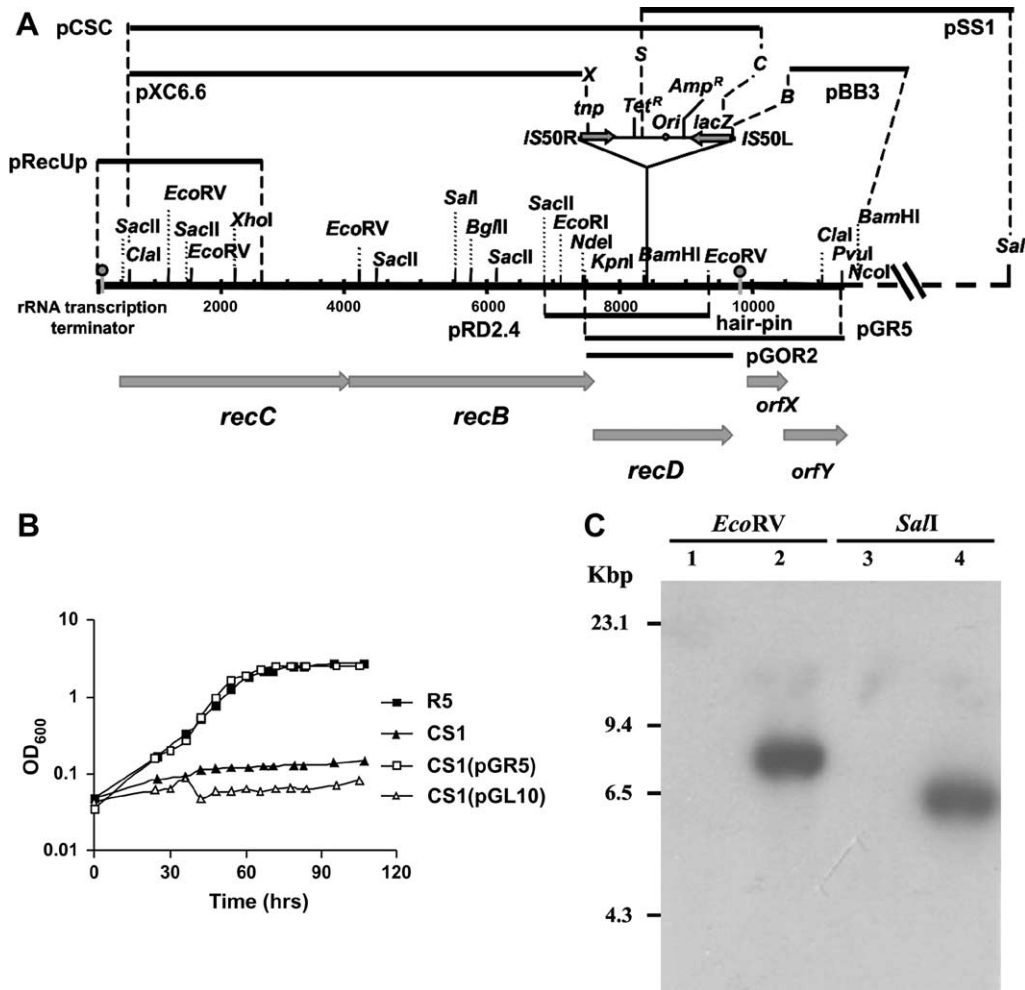 A
pCSC
pSS1
S
C
X
Amp^R
B
pXC6.6
tnp
Tet^R
pBB3
Ori
lacZ
IS50R
IS50L
pRecUp
EcoRV
SacII
SacII
XhoI
ClaI
EcoRV
EcoRV
SacII
SalI
BglII
SacII
SacII
EcoRI
NdeI
KpnI
BamHI
EcoRV
ClaI
BamHI
PvuI
NcoI
Sal
rRNA transcription
terminator
2000
4000
6000
8000
10000
pRD2.4
hair-pin
pGR5
pGOR2
recC
recB
recD
orfX
orfY
B
OD600
10
1
0.1
0.01
0
30
60
90
120
Time (hrs)
R5
CS1
CS1(pGR5)
CS1(pGL10)
C
EcoRV
SalI
1
2
3
4
Kbp
23.1
9.4
6.5
4.3